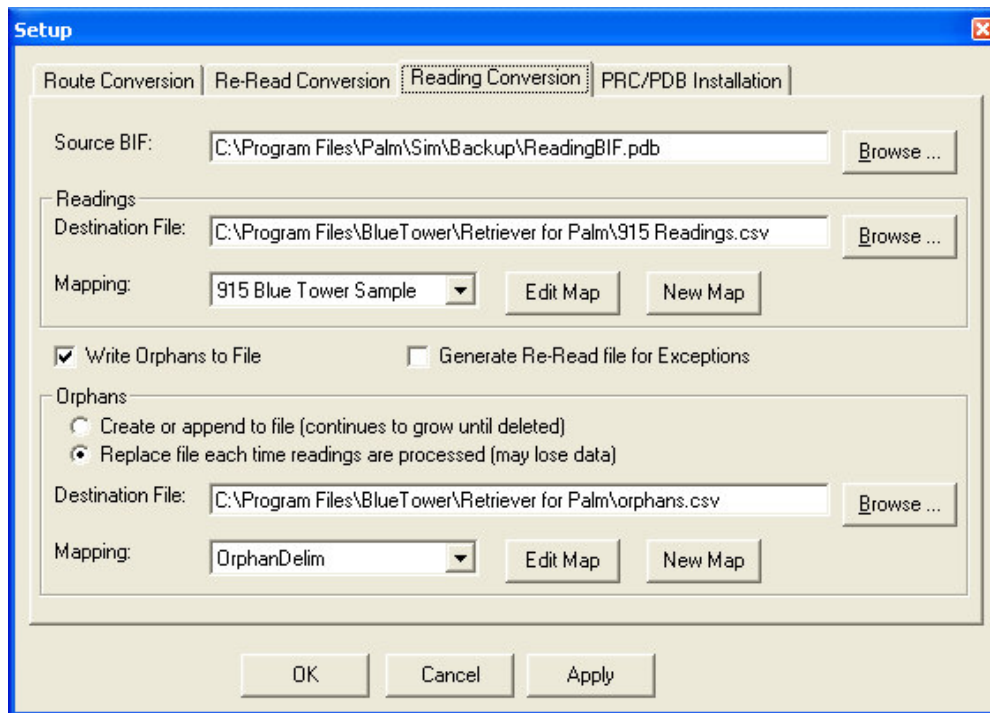 Setup
Route Conversion Re-Read Conversion Reading Conversion PRC/PDB Installation
Source BIF: C:\Program Files\Palm\Sim\Backup\ReadingBIF.pdb Browse ...
Readings
Destination File: C:\Program Files\BlueTower\Retriever for Palm\915 Readings.csv Browse ...
Mapping: 915 Blue Tower Sample Edit Map New Map
Write Orphans to File Generate Re-Read file for Exceptions
Orphans
Create or append to file (continues to grow until deleted)
Replace file each time readings are processed (may lose data)
Destination File: C:\Program Files\BlueTower\Retriever for Palm\orphans.csv Browse ...
Mapping: OrphanDelim Edit Map New Map
OK Cancel Apply